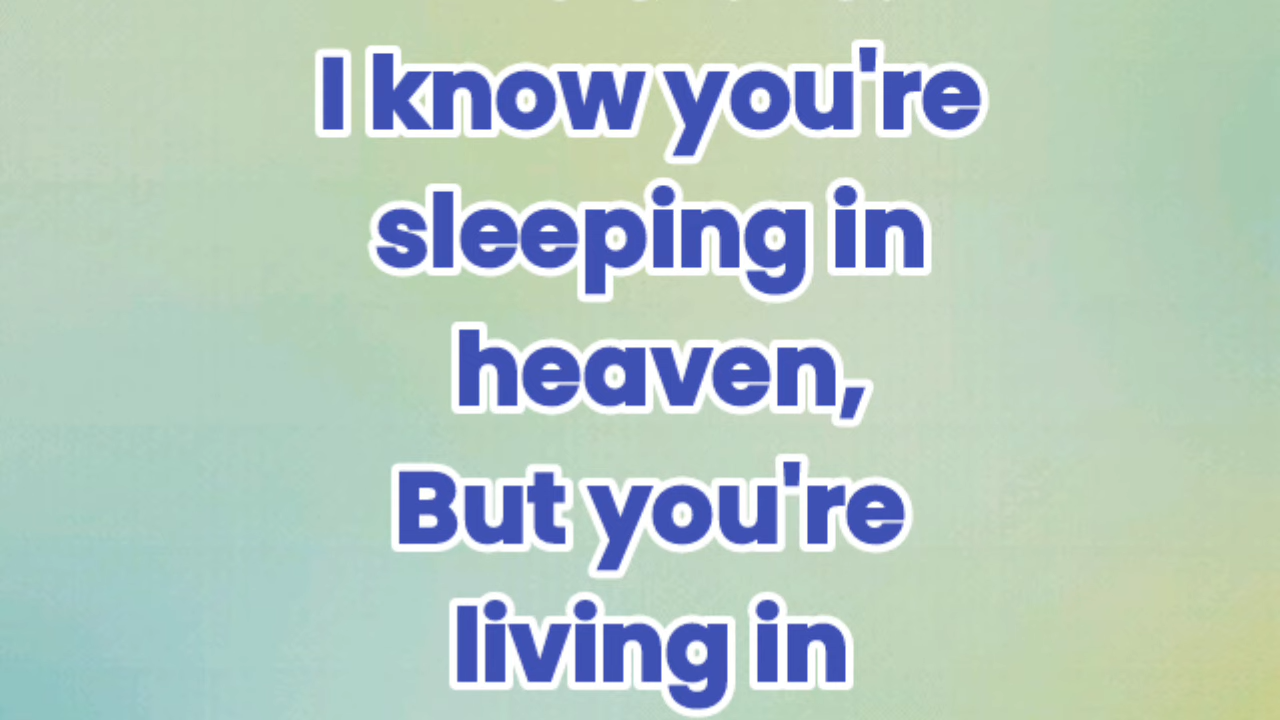 I know you're
sleeping in
heaven,
But you're
living in